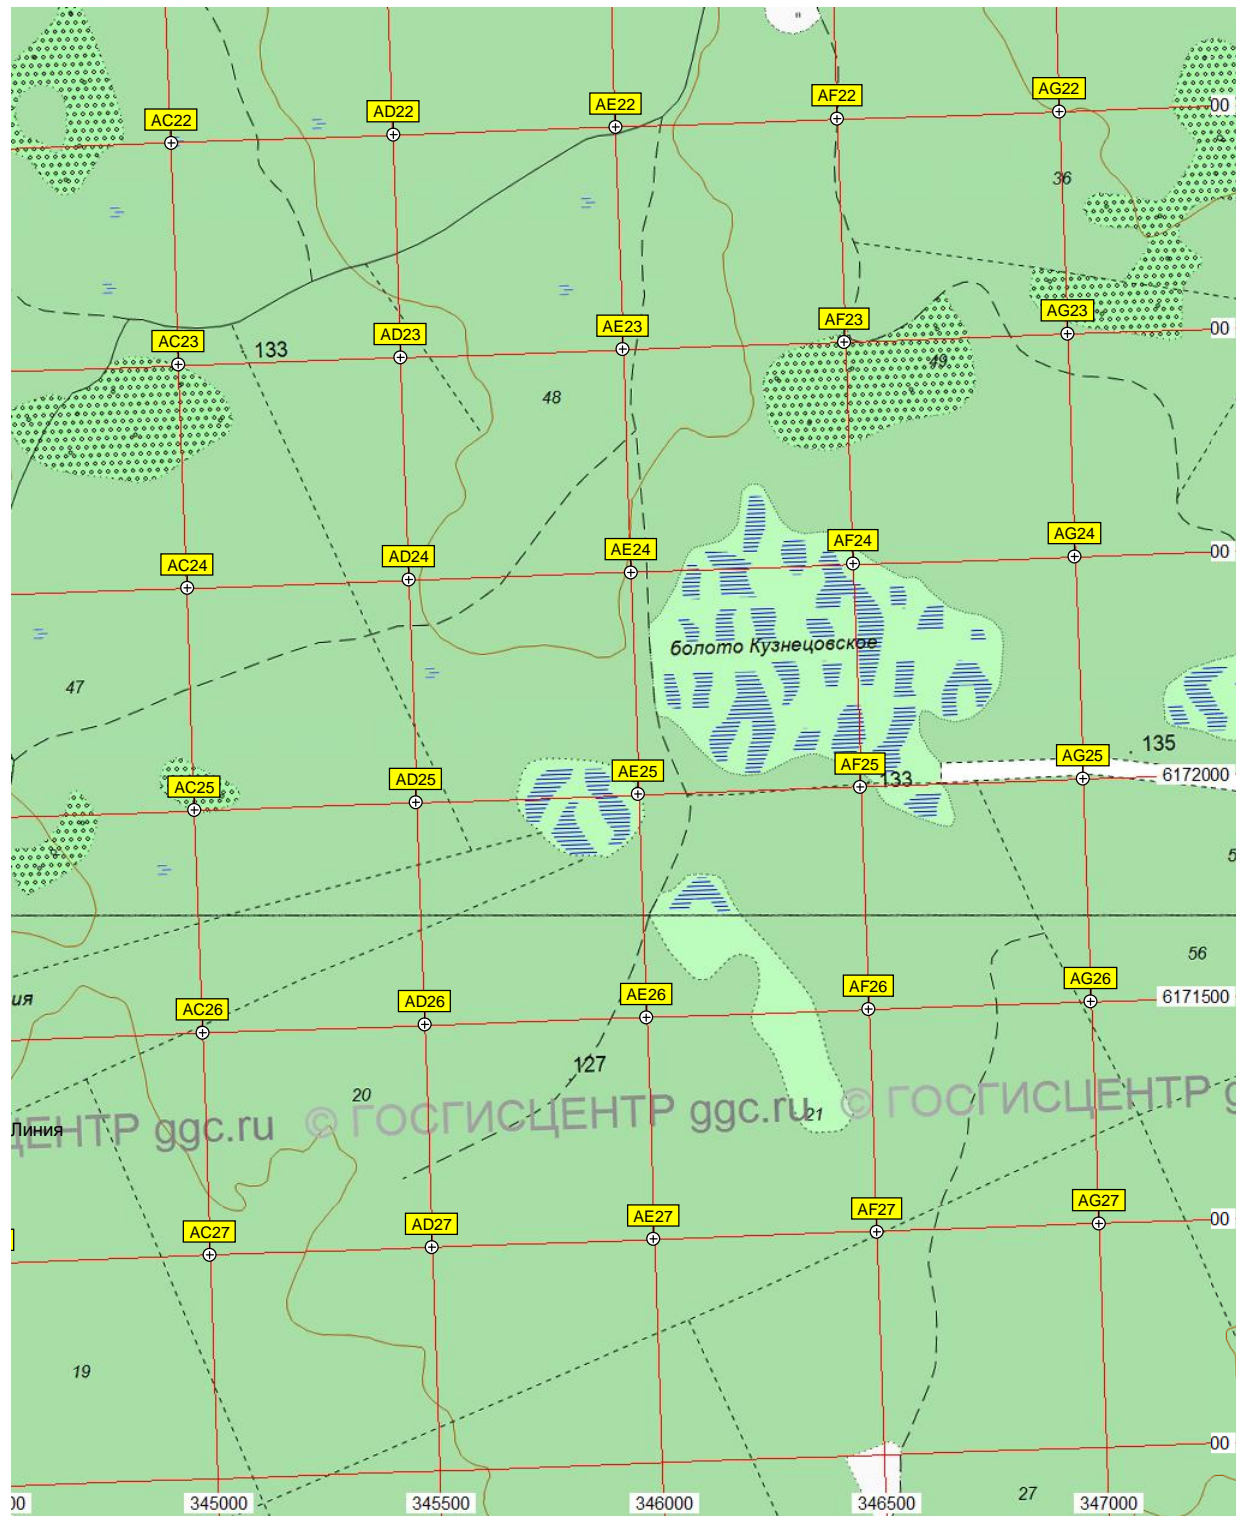 AC22 AD22 AE22 AF22 AG22
00
36
AC23 AD23 AE23 AF23 AG23
00
133
49
48
AC24 AD24 AE24 AF24 AG24
00
болото Кузнецовское
47
135
AC25 AD25 AE25 AF25 AG25
133
6172000
5
56
ия
AC26 AD26 AE26 AF26 AG26
6171500
127
20
21
ЦЕНТР ggc.ru © ГОСГИСЦЕНТР ggc.ru © ГОСГИСЦЕНТР g
Линия
AC27 AD27 AE27 AF27 AG27
00
19
00
27
00 345000 345500 346000 346500 347000